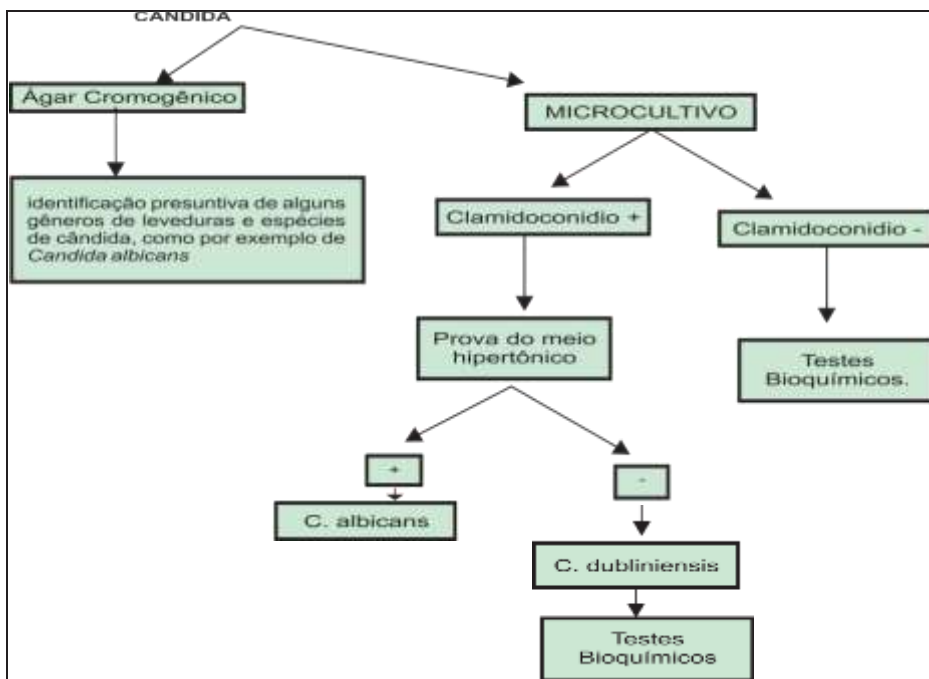 CANDIDA
Ágar Cromogênico
MICROCULTIVO
identificação presuntiva de alguns
gêneros de leveduras e espécies
de cândida, como por exemplo de
Candida albicans
Clamidoconidio +
Clamidoconidio -
Prova do meio
hipertônico
Testes
Bioquímicos.
+
-
C. albicans
C. dubliniensis
Testes
Bioquímicos